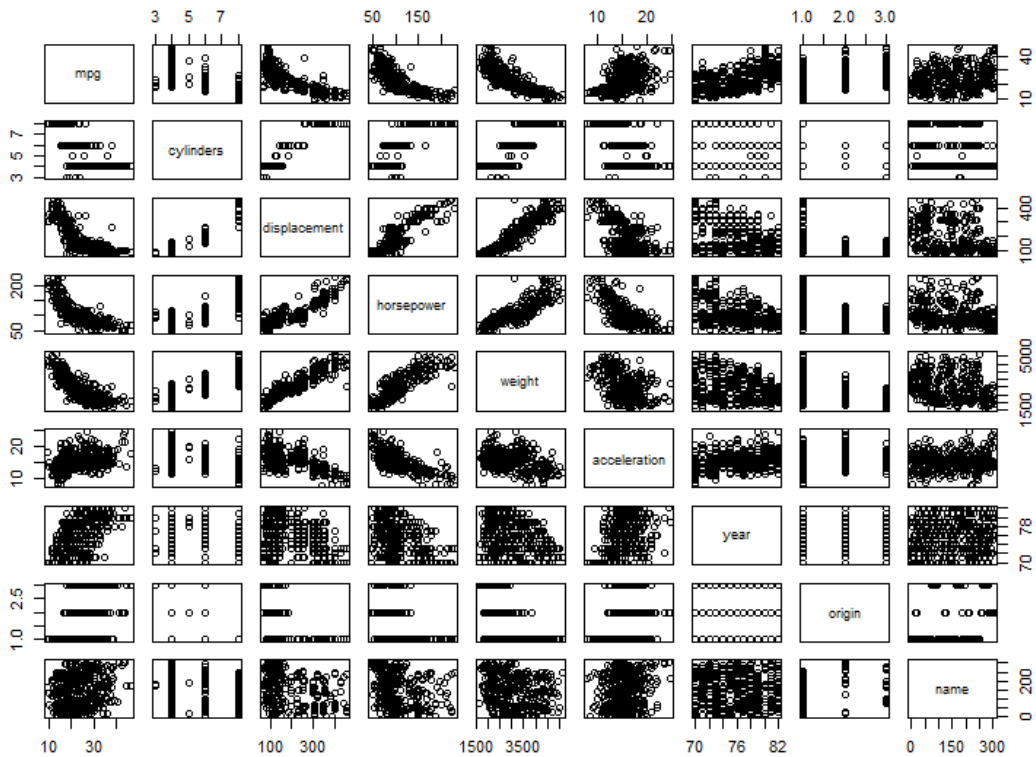 3 5 7 50 150 10 20 1.0 2.0 3.0
mpg 10 40
3 5 7 cylinders
displacement 100 400
50 200 horsepower
weight 1500 5000
10 20 acceleration
year 70 78
1.0 2.5 origin
name 0 200
10 30 100 300 1500 3500 70 76 82 0 150 300